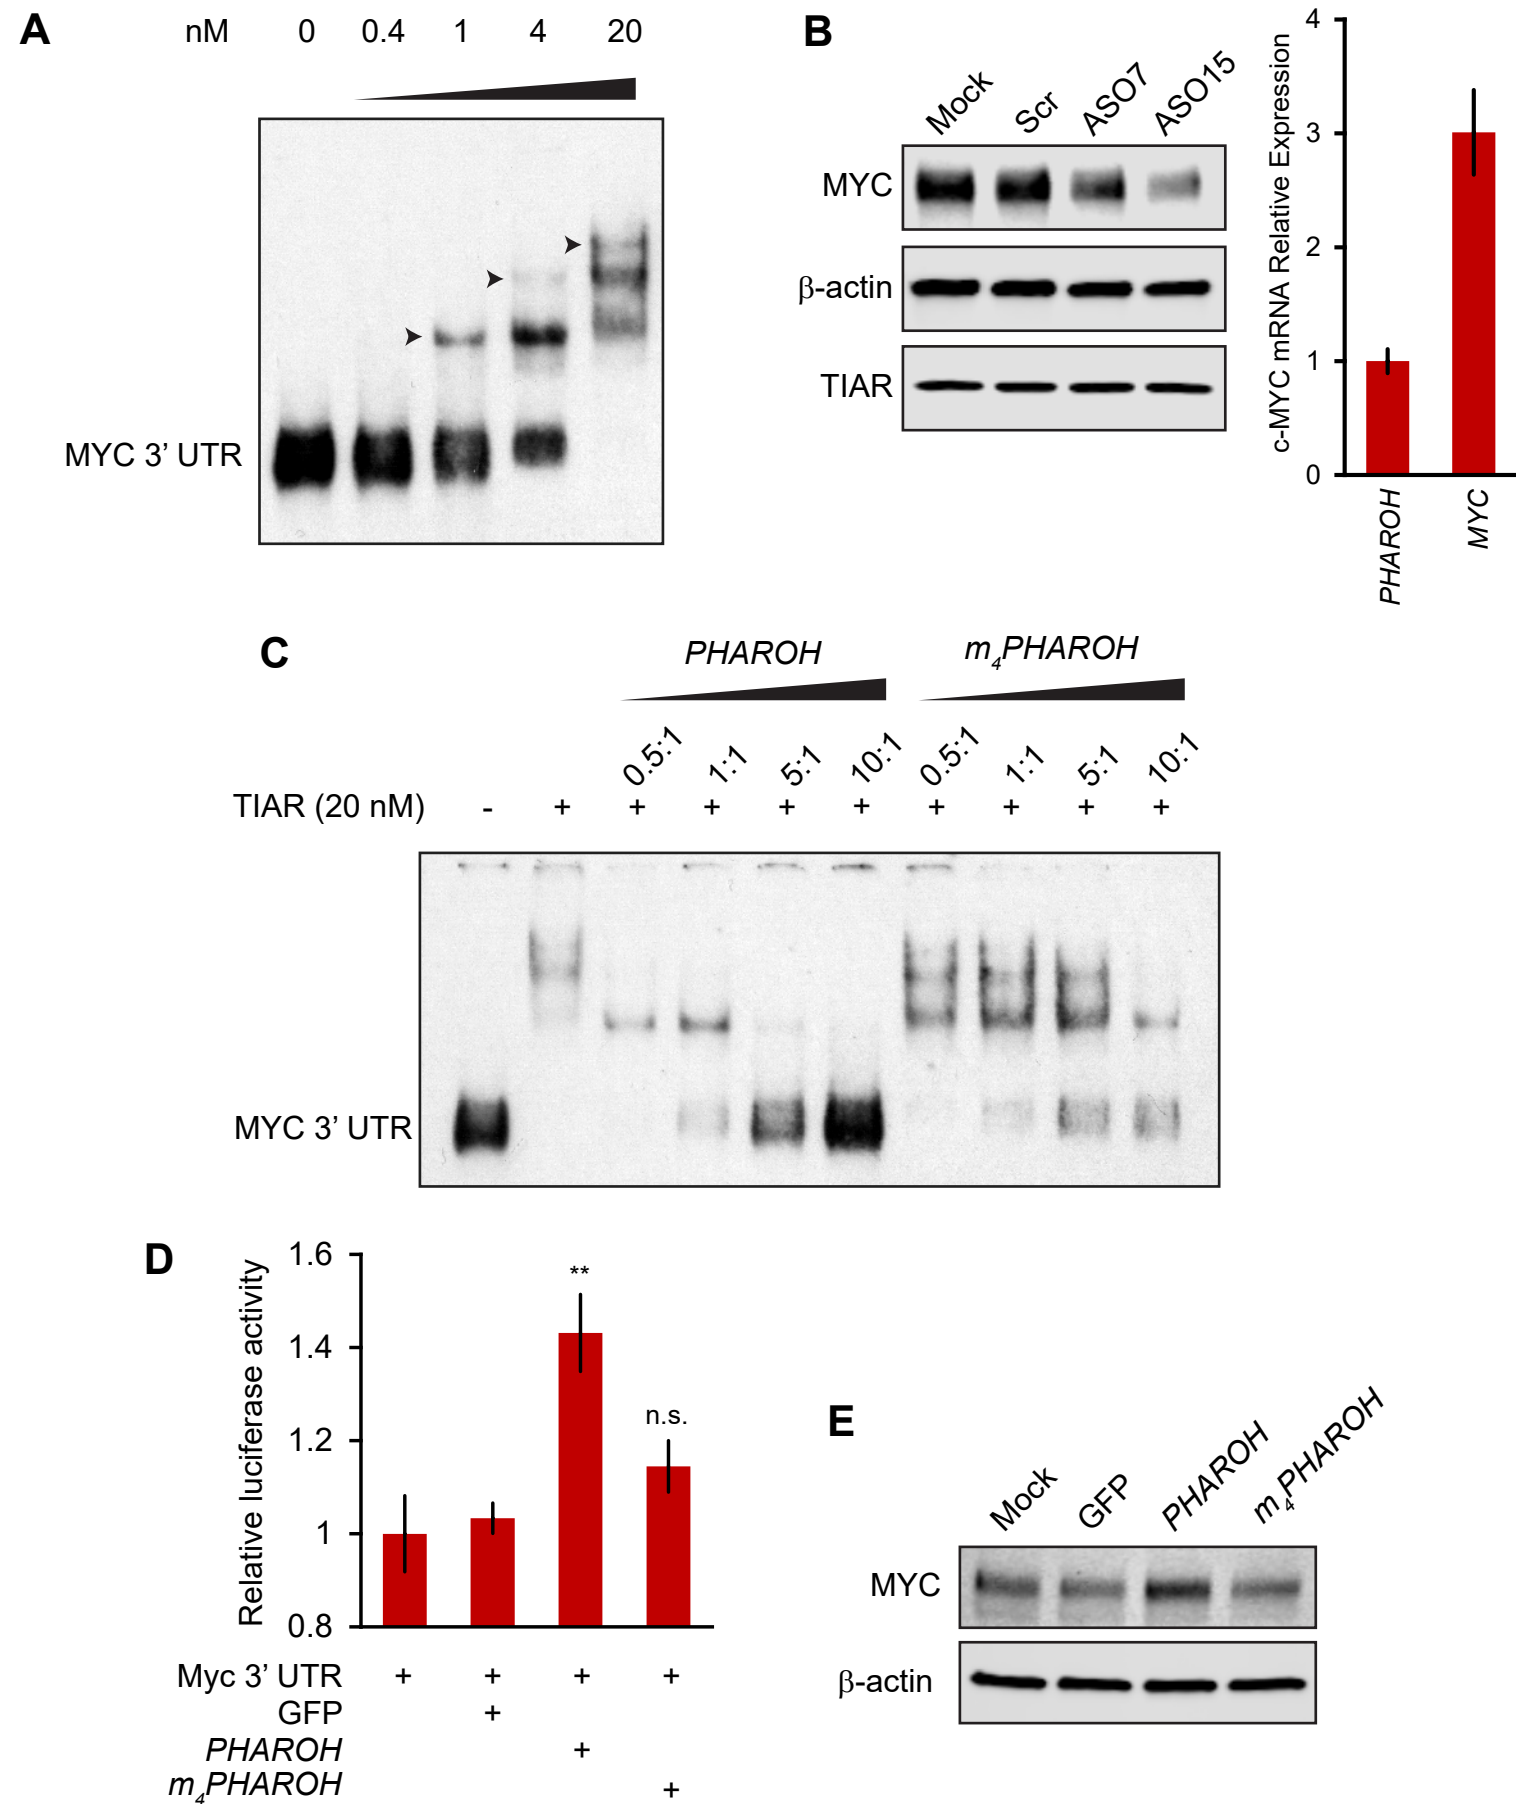 A
nM 0 0.4 1 4 20
MYC 3’ UTR
B
Mock Scr ASO7 ASO15
MYC
β-actin
TIAR
c-MYC mRNA Relative Expression
4
3
2
1
0
PHAROH MYC
C
PHAROH m4PHAROH
0.5:1 1:1 5:1 10:1 0.5:1 1:1 5:1 10:1
TIAR (20 nM) - + + + + + + + + +
MYC 3’ UTR
D
Relative luciferase activity
1.6
1.4
1.2
1
0.8
**
n.s.
Myc 3’ UTR + + + +
GFP +
PHAROH +
m4PHAROH +
E
Mock GFP PHAROH m4PHAROH
MYC
β-actin